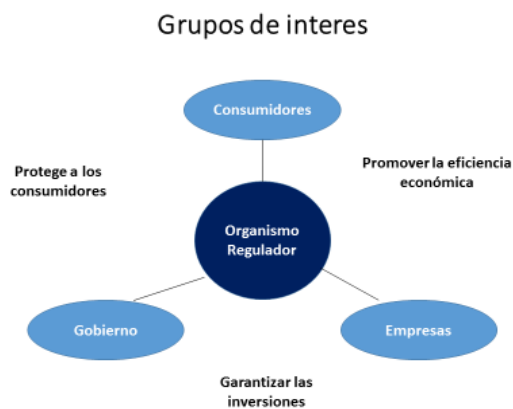 Grupos de interes
Consumidores
Protege a los
consumidores
Promover la eficiencia
económica
Organismo
Regulador
Gobierno
Empresas
Garantizar las
inversiones